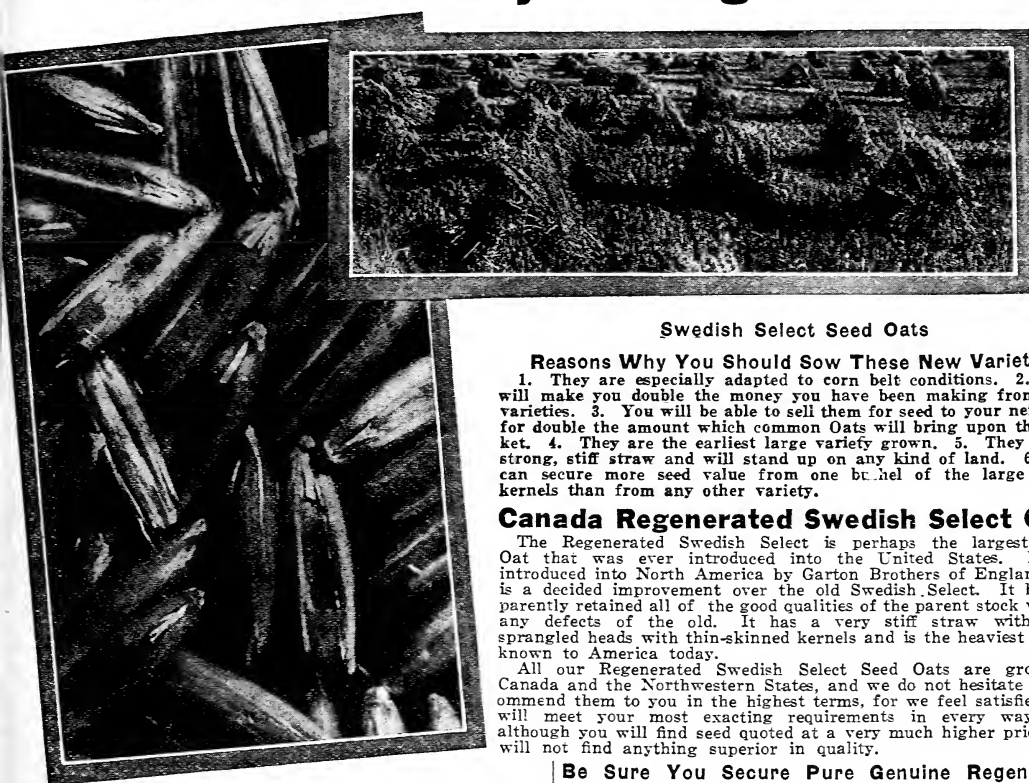 Swedish Select Seed Oats
Reasons Why You Should Sow These New Variet
1. They are especially adapted to corn belt conditions. 2.
will make you double the money you have been making fron
varieties. 3. You will be able to sell them for seed to your ne
for double the amount which common Oats will bring upon th
ket. 4. They are the earliest large variety grown. 5. They
strong, stiff straw and will stand up on any kind of land. 6
can secure more seed value from one of the large
kernels than from any other variety.
Canada Regenerated Swedish Select
The Regenerated Swedish Select is perhaps the largest
Oat that was ever introduced into the United States.
introduced into North America by Garton Brothers of Englan
is a decided improvement over the old Swedish Select. It
parently retained all of the good qualities of the parent stock
any defects of the old. It has a very stiff straw with
sprangled heads with thin-skinned kernels and is the heaviest
known to America today.
All our Regenerated Swedish Select Seed Oats are gro
Canada and the Northwestern States, and we do not hesitate
ommend them to you in the highest terms, for we feel satisfie
will meet your most exacting requirements in every way
although you will find seed quoted at a very much higher pri
will not find anything superior in quality.
Be Sure You Secure Pure Genuine Regen